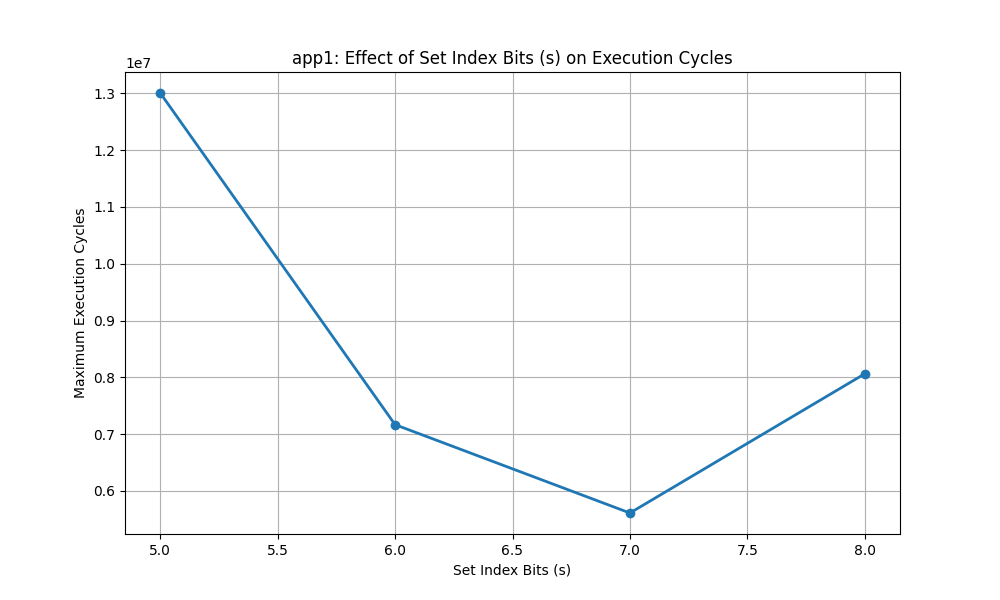 app1: Effect of Set Index Bits (s) on Execution Cycles
1e7
1.3
1.2
1.1
1.0
0.9
0.8
0.7
0.6
Maximum Execution Cycles
5.0 5.5 6.0 6.5 7.0 7.5 8.0
Set Index Bits (s)